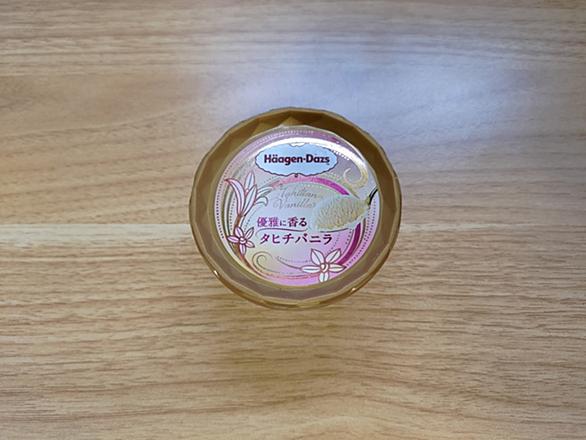 Häagen-Dazs
Tahitian
Vanilla
優雅に香る
タヒチバニラ